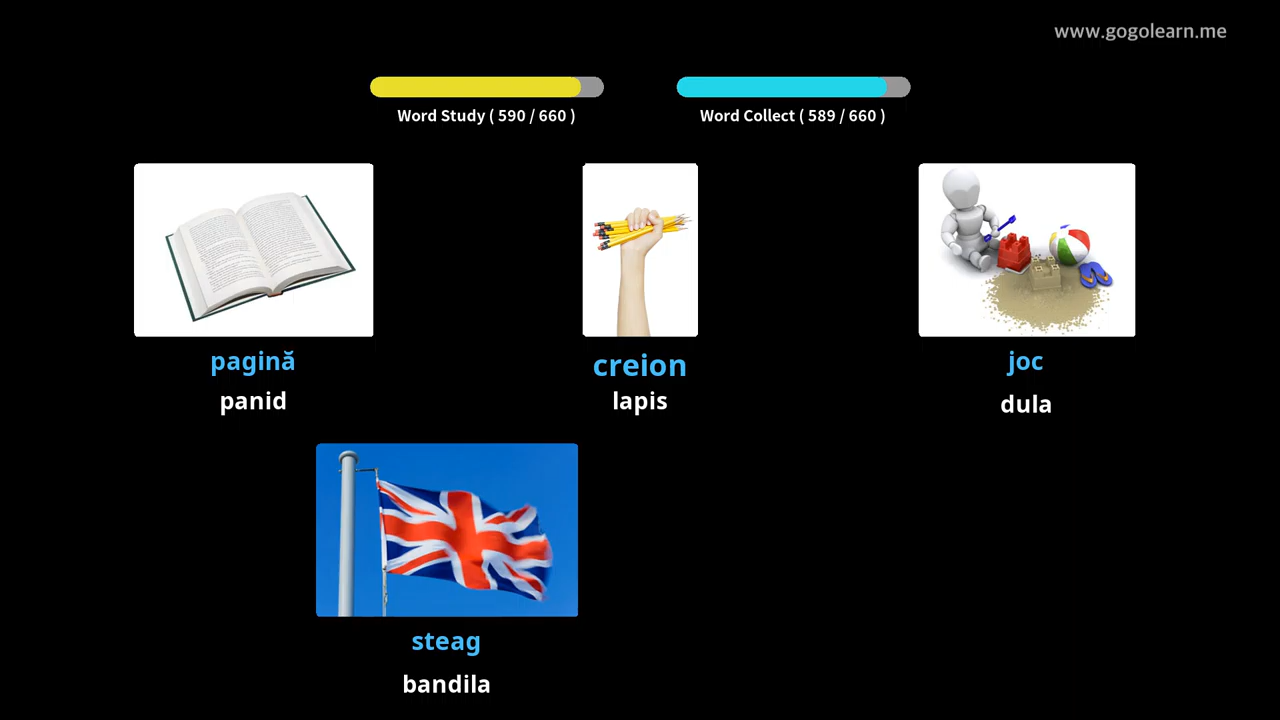 www.gogolearn.me
Word Study ( 590 / 660 )
Word Collect ( 589 / 660 )
pagină
panid
creion
lapis
joc
dula
steag
bandila